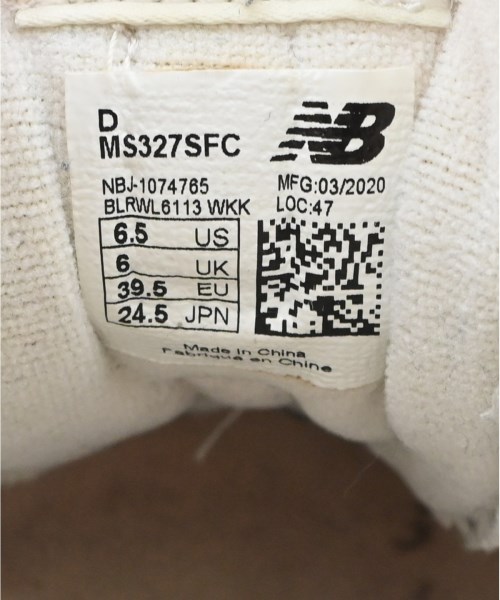 D
MS327SFC
NB
NBJ-1074765
MFG:03/2020
BLRWL6113 WKK
LOC:47
6.5 US
6 UK
39.5 EU
24.5 JPN
Made in China
Fabriqué en Chine